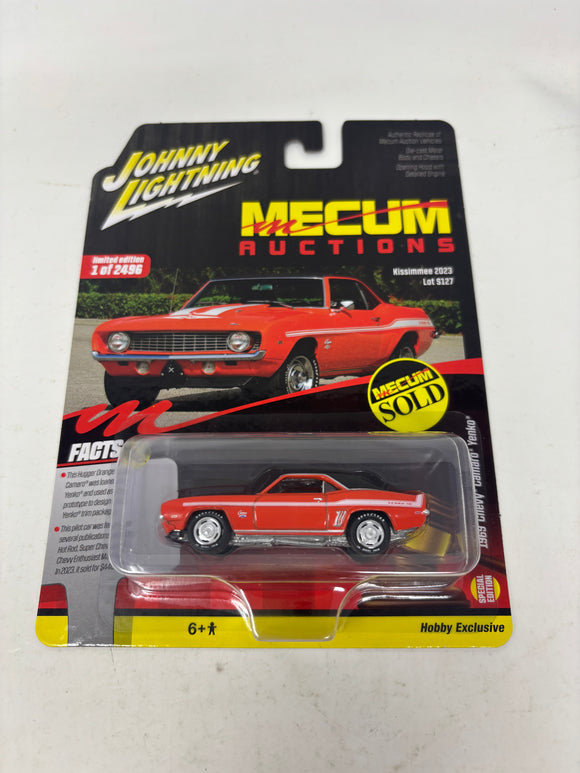 JOHNNY
LIGHTNING
Authentic Replicas of
Mecum Auction Vehicles
Die-cast Metal
Body and Chassis
Opening Hood with
Detailed Engine
MECUM
AUCTIONS
limited edition
1 of 2496
Kissimmee 2023
Lot S127
MECUM
SOLD
FACTS
This Hugger Orange
Camaro® was loane
Yenko® and used as
prototype to design
Yenko® trim package
This pilot car was fe
several publications
Hot Rod, Super Chevy
Chevy Enthusiast Ma
In 2023, it sold for $44
1969 Chevy® Camaro® Yenko®
SPECIAL
EDITION
6+
Hobby Exclusive